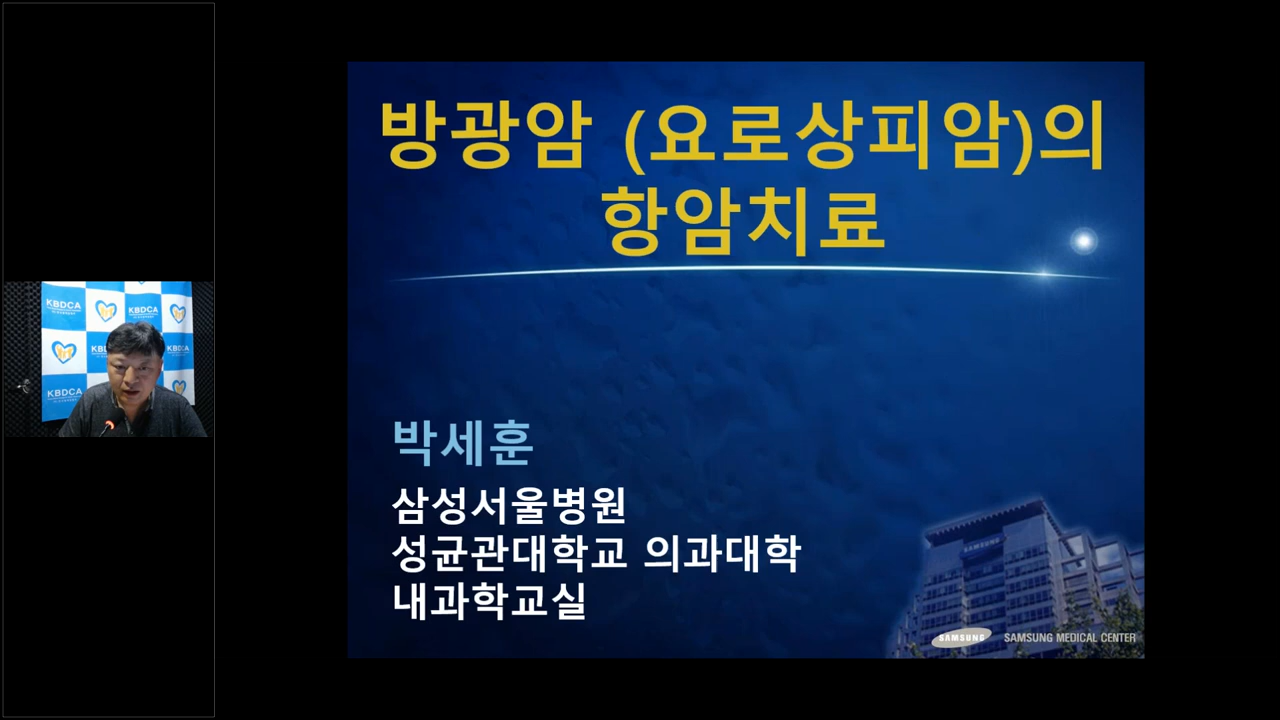 방광암 (요로상피암)의
항암치료
박세훈
삼성서울병원
성균관대학교 의과대학
내과학교실
SAMSUNG
SAMSUNG
SAMSUNG MEDICAL CENTER
KBDCA
KBDCA
KBDCA
KBDCA